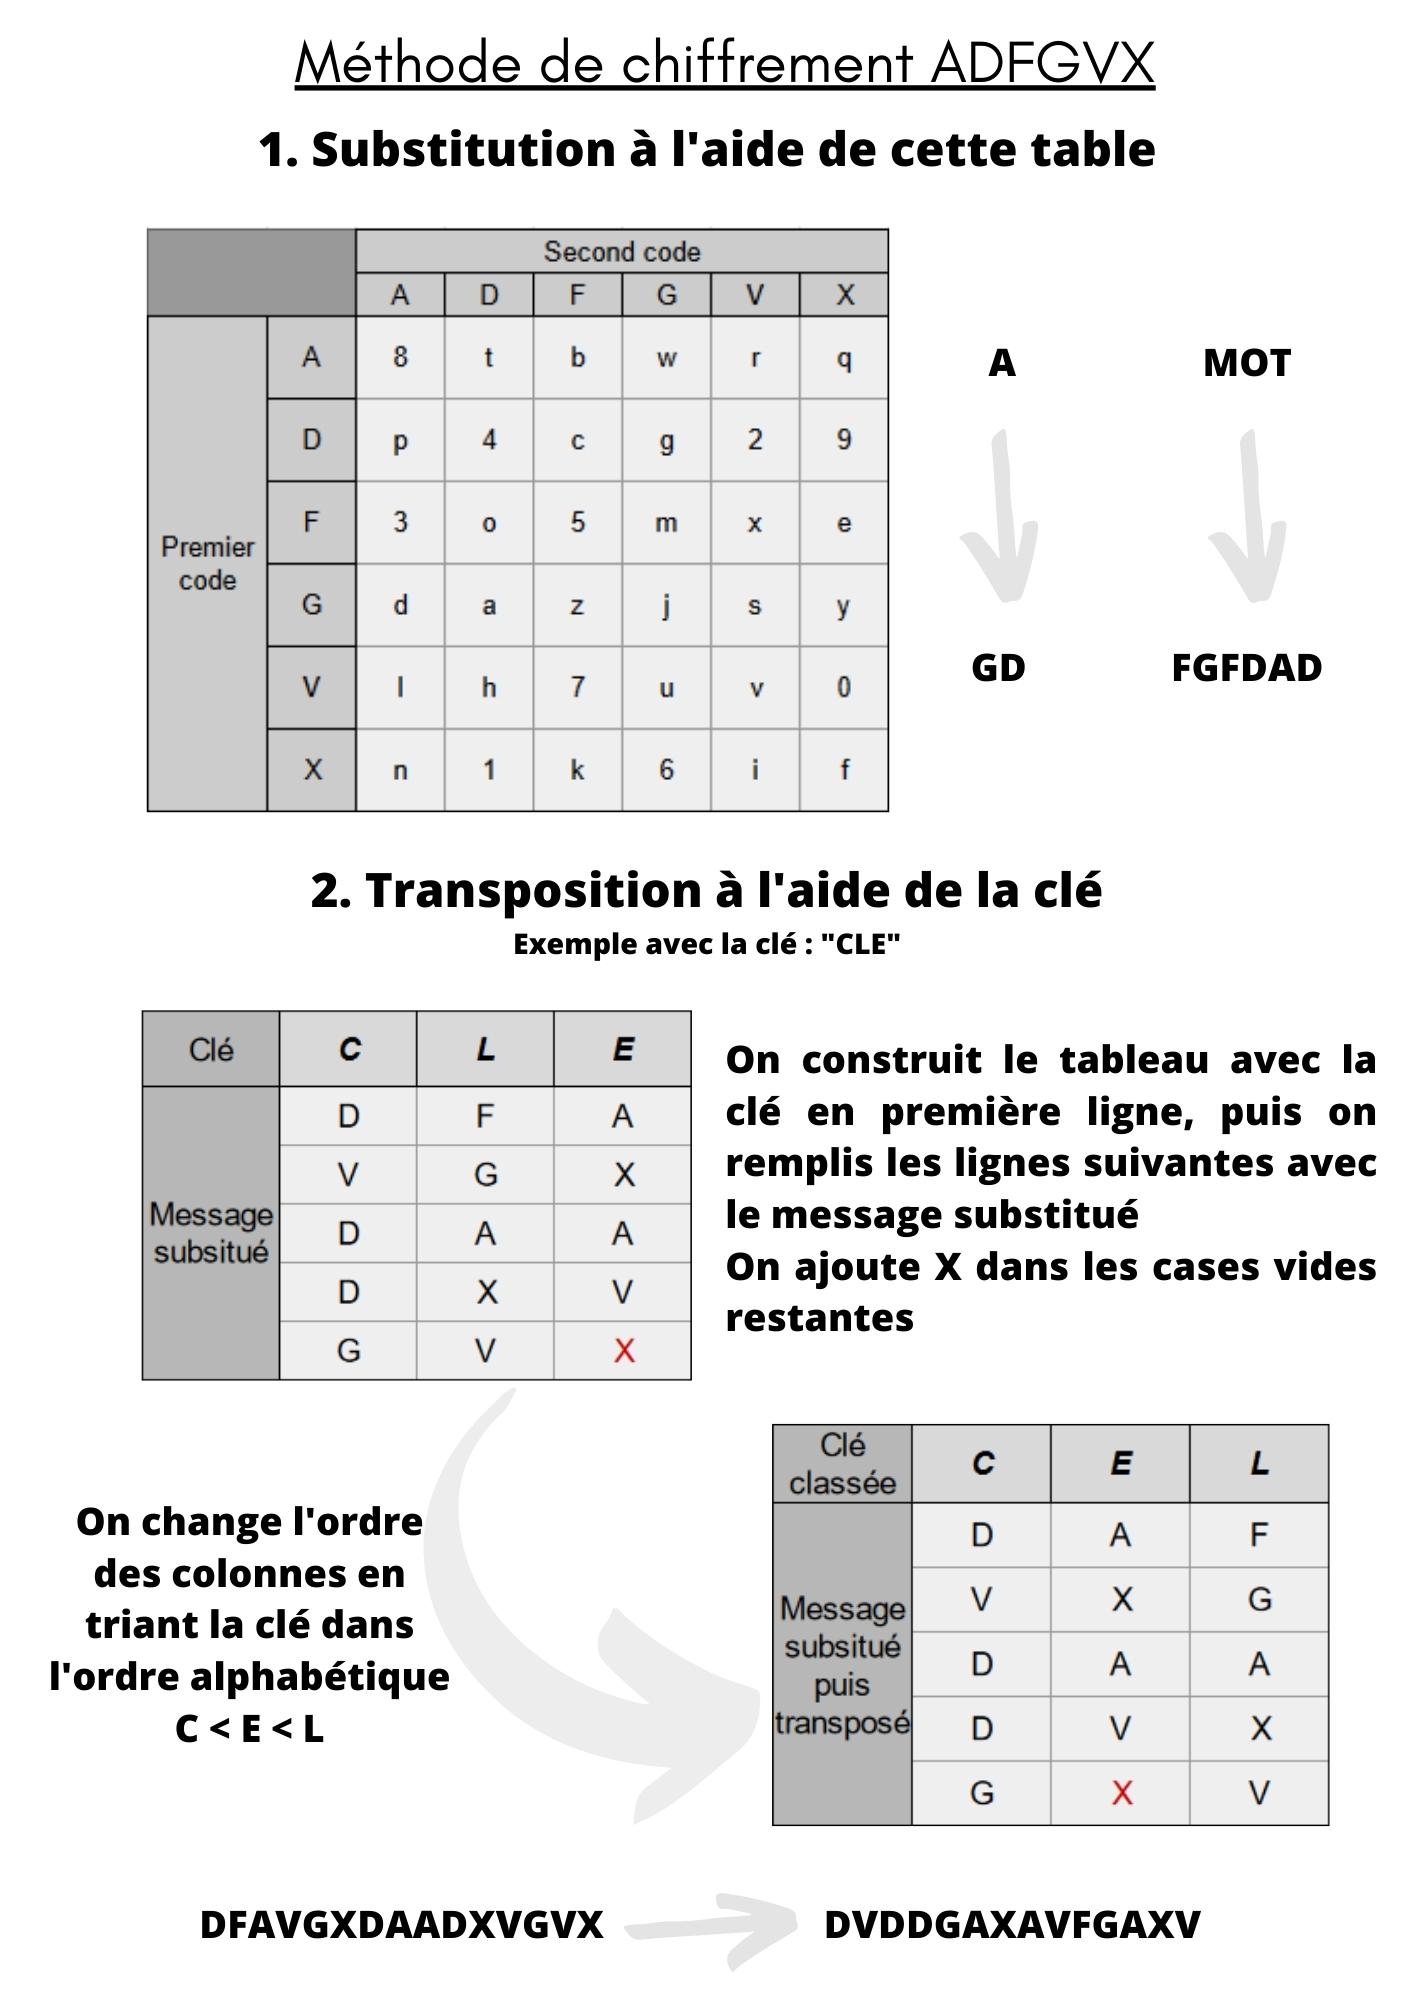 Méthode de chiffrement ADFGVX
1. Substitution à l'aide de cette table
Second code
A D F G V X
Premier code
A 8 t b w r q
D p 4 c g 2 9
F 3 o 5 m x e
G d a z j s y
V l h 7 u v 0
X n 1 k 6 i f
A MOT
GD FGFDAD
2. Transposition à l'aide de la clé
Exemple avec la clé : "CLE"
Clé C L E
Message
subsitué
D F A
V G X
D A A
D X V
G V X
On construit le tableau avec la
clé en première ligne, puis on
remplis les lignes suivantes avec
le message substitué
On ajoute X dans les cases vides
restantes
On change l'ordre
des colonnes en
triant la clé dans
l'ordre alphabétique
C < E < L
Clé
classée
C E L
Message
subsitué
puis
transposé
D A F
V X G
D A A
D V X
G X V
DFAVGXDAADXVGVX DVDDGAXAVFGAXV